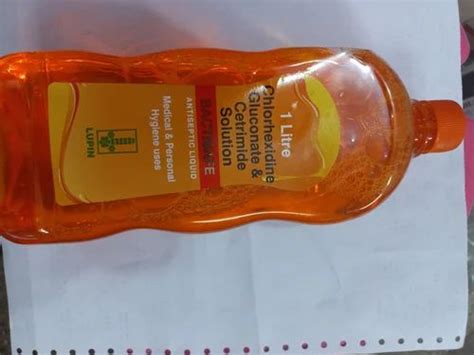 1 Litre
Chlorhexidine
Gluconate &
Cetrimide
Solution
ANTISEPTIC LIQUID
Medical & Personal
Hygiene uses
LUPIN